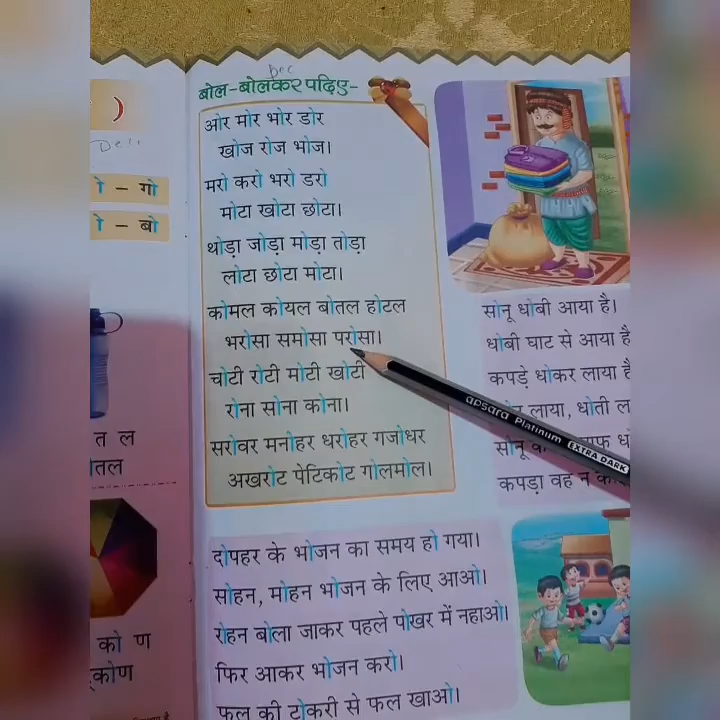 Dec
बोल-बोलकर पढ़िए-
ओर मोर भोर डोर
खोज रोज भोज।
मरो करो भरो डरो
मोटा खोटा छोटा।
थोड़ा जोड़ा मोड़ा तोड़ा
लोटा छोटा मोटा।
कोमल कोयल बोतल होटल
भरोसा समोसा परोसा।
चोटी रोटी मोटी खोटी
रोना सोना कोना।
सरोवर मनोहर धरोहर गजोधर
अखरोट पेटिकोट गोलमोल।
सोनू धोबी आया है।
धोबी घाट से आया है
कपड़े धोकर लाया है
लाया, धोती ल
सोनू
कपड़ा वह न
apsara Platinum EXTRA DARK
दोपहर के भोजन का समय हो गया।
सोहन, मोहन भोजन के लिए आओ।
रोहन बोला जाकर पहले पोखर में नहाओ।
फिर आकर भोजन करो।
फल की टोकरी से फल खाओ।
)
ो – गो
ो – बो
त ल
ोतल
को ण
्कोण